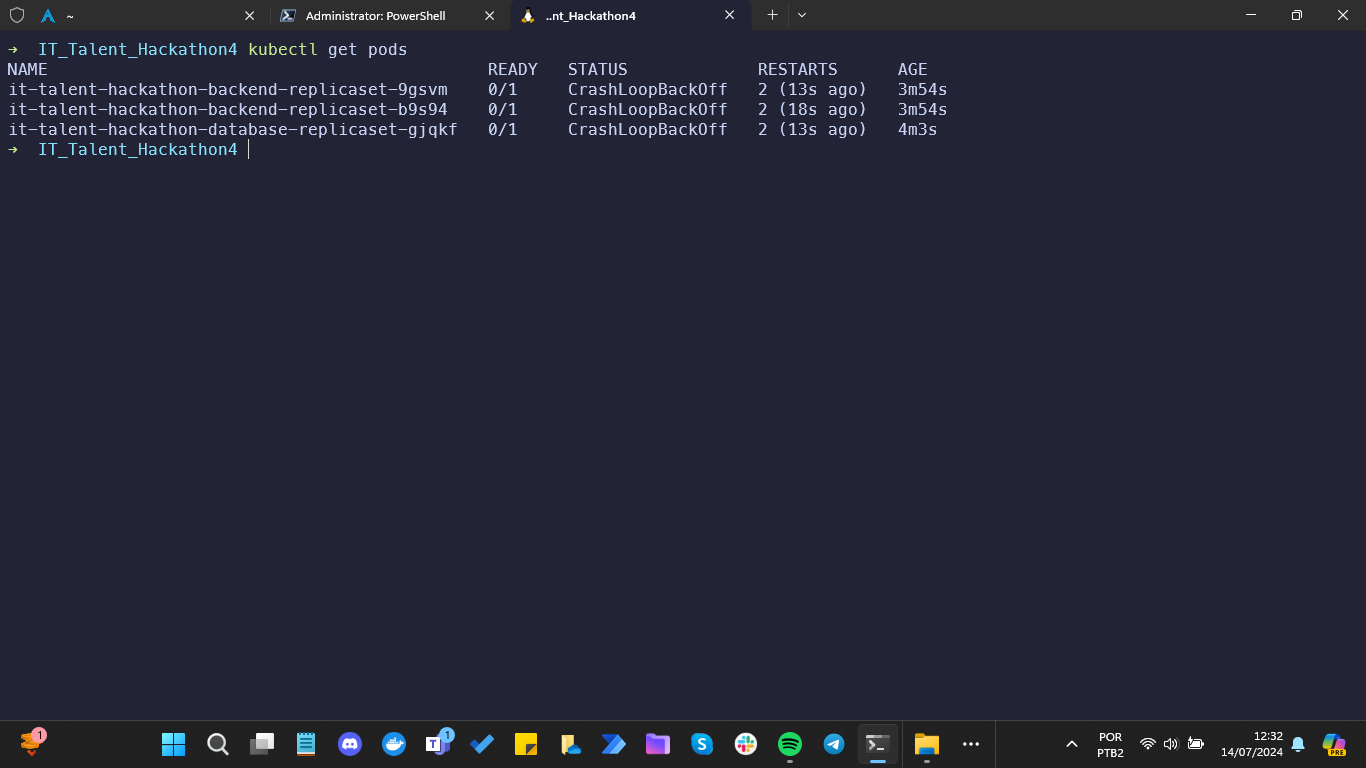 ~
Administrator: PowerShell
..nt_Hackathon4
➜ IT_Talent_Hackathon4 kubectl get pods
NAME READY STATUS RESTARTS AGE
it-talent-hackathon-backend-replicaset-9gsvm 0/1 CrashLoopBackOff 2 (13s ago) 3m54s
it-talent-hackathon-backend-replicaset-b9s94 0/1 CrashLoopBackOff 2 (18s ago) 3m54s
it-talent-hackathon-database-replicaset-gjqkf 0/1 CrashLoopBackOff 2 (13s ago) 4m3s
➜ IT_Talent_Hackathon4
1
1
POR
PTB2
12:32
14/07/2024
PRE